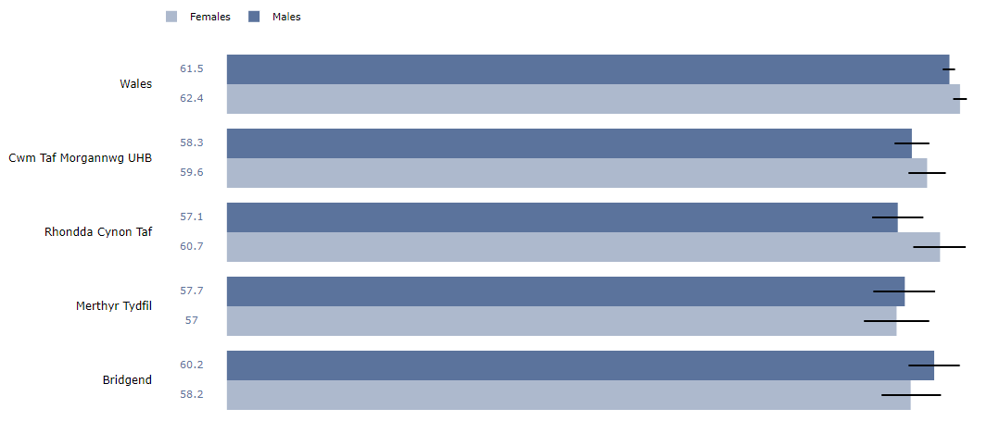 Females Males
61.5
Wales
62.4
58.3
Cwm Taf Morgannwg UHB
59.6
57.1
Rhondda Cynon Taf
60.7
57.7
Merthyr Tydfil
57
60.2
Bridgend
58.2